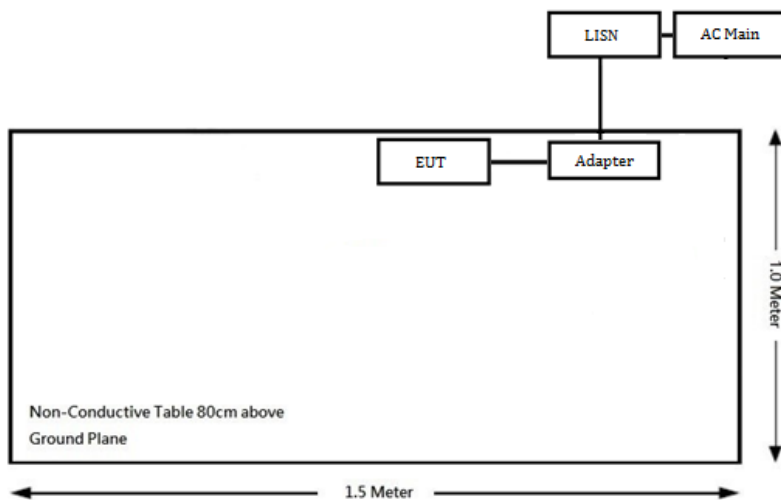 LISN
AC Main
EUT
Adapter
1.0 Meter
Non-Conductive Table 80cm above
Ground Plane
1.5 Meter